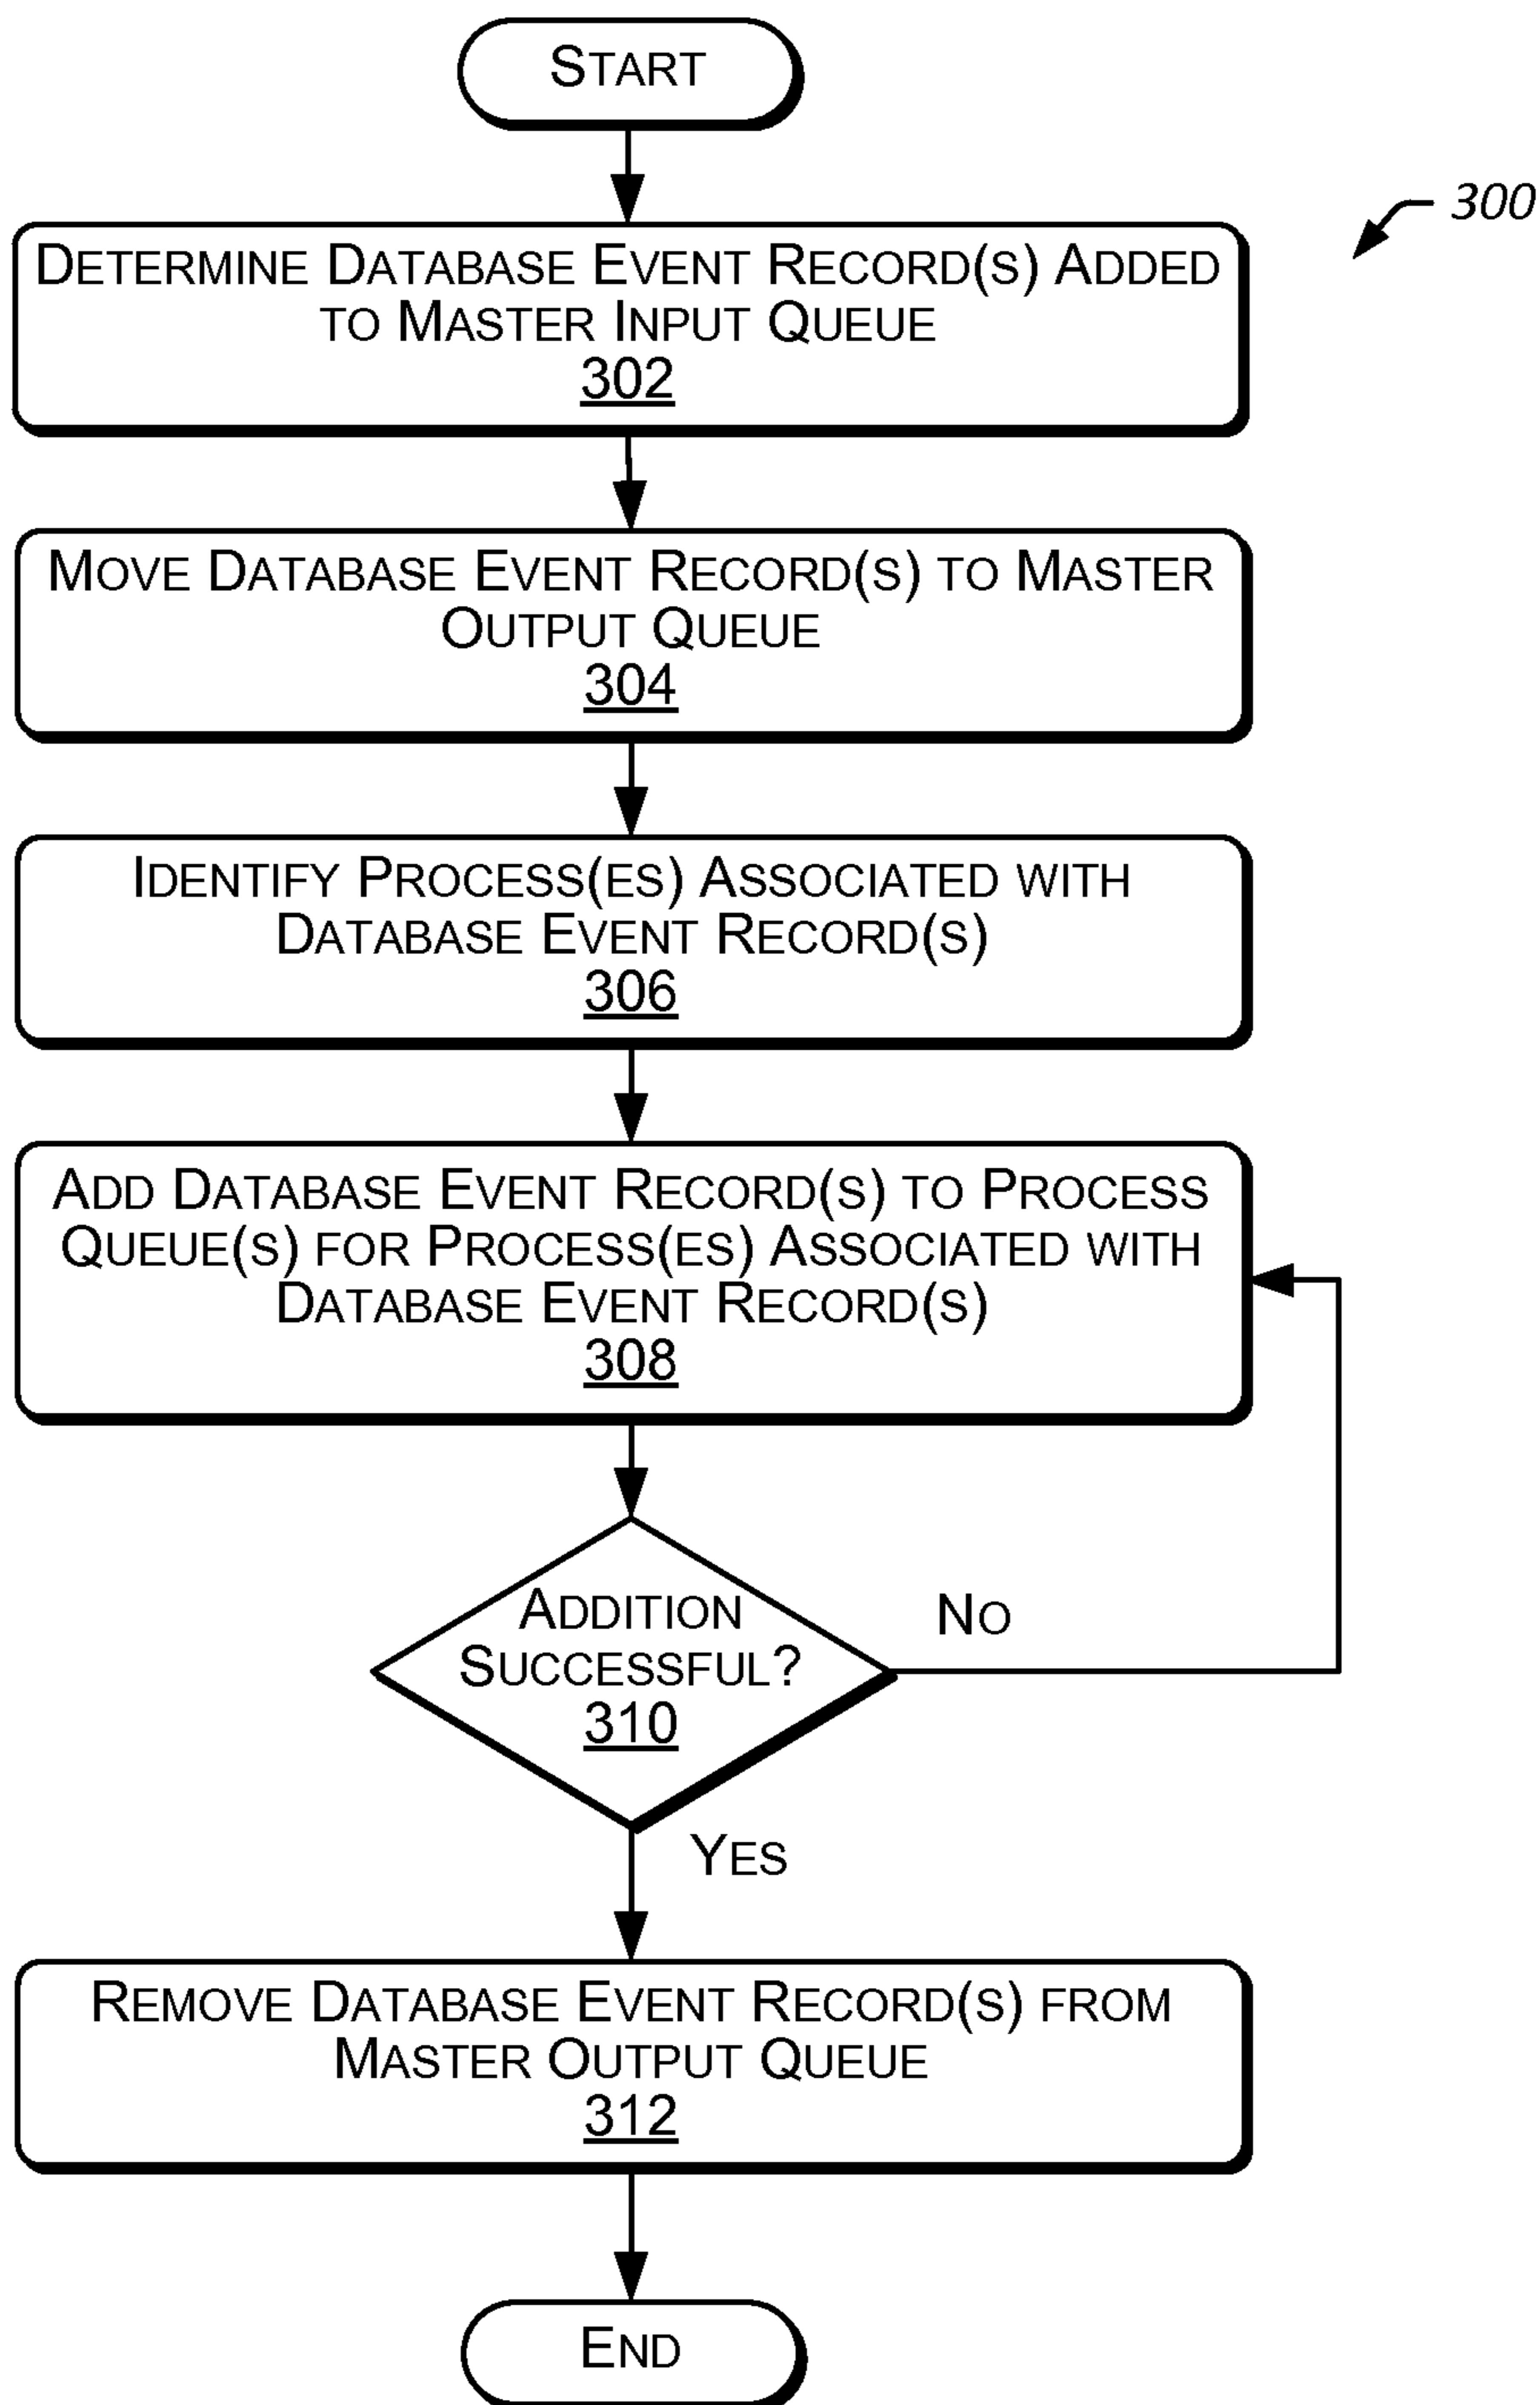 START
300
DETERMINE DATABASE EVENT RECORD(S) ADDED
TO MASTER INPUT QUEUE
302
MOVE DATABASE EVENT RECORD(S) TO MASTER
OUTPUT QUEUE
304
IDENTIFY PROCESS(ES) ASSOCIATED WITH
DATABASE EVENT RECORD(S)
306
ADD DATABASE EVENT RECORD(S) TO PROCESS
QUEUE(S) FOR PROCESS(ES) ASSOCIATED WITH
DATABASE EVENT RECORD(S)
308
ADDITION
SUCCESSFUL?
310
NO
YES
REMOVE DATABASE EVENT RECORD(S) FROM
MASTER OUTPUT QUEUE
312
END